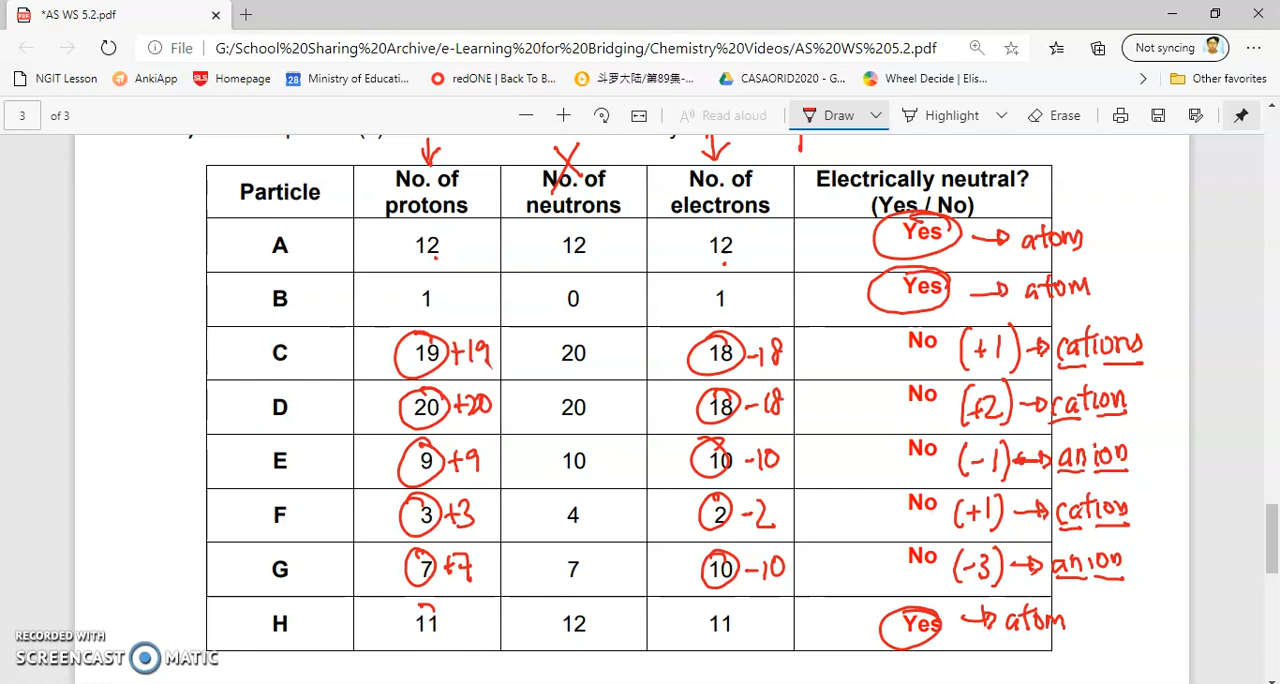 *AS WS 5.2.pdf
File G:/School%20Sharing%20Archive/e-Learning%20for%20Bridging/Chemistry%20Videos/AS%20WS%205.2.pdf Not syncing
NGIT Lesson AnkiApp SLS Homepage 28 Ministry of Educati... redONE | Back To B... 斗罗大陆/第89集-... CASAORID2020 - G... Wheel Decide | Elis... Other favorites
3 of 3 Read aloud Draw Highlight Erase
Particle No. of protons No. of neutrons No. of electrons Electrically neutral? (Yes / No)
A 12 12 12 Yes → atom
B 1 0 1 Yes → atom
C 19 +19 20 18 -18 No (+1) → cations
D 20 +20 20 18 -18 No (+2) → cation
E 9 +9 10 10 -10 No (-1) → anion
F 3 +3 4 2 -2 No (+1) → cation
G 7 +7 7 10 -10 No (-3) → anion
H 11 12 11 Yes → atom
RECORDED WITH
SCREENCAST MATIC